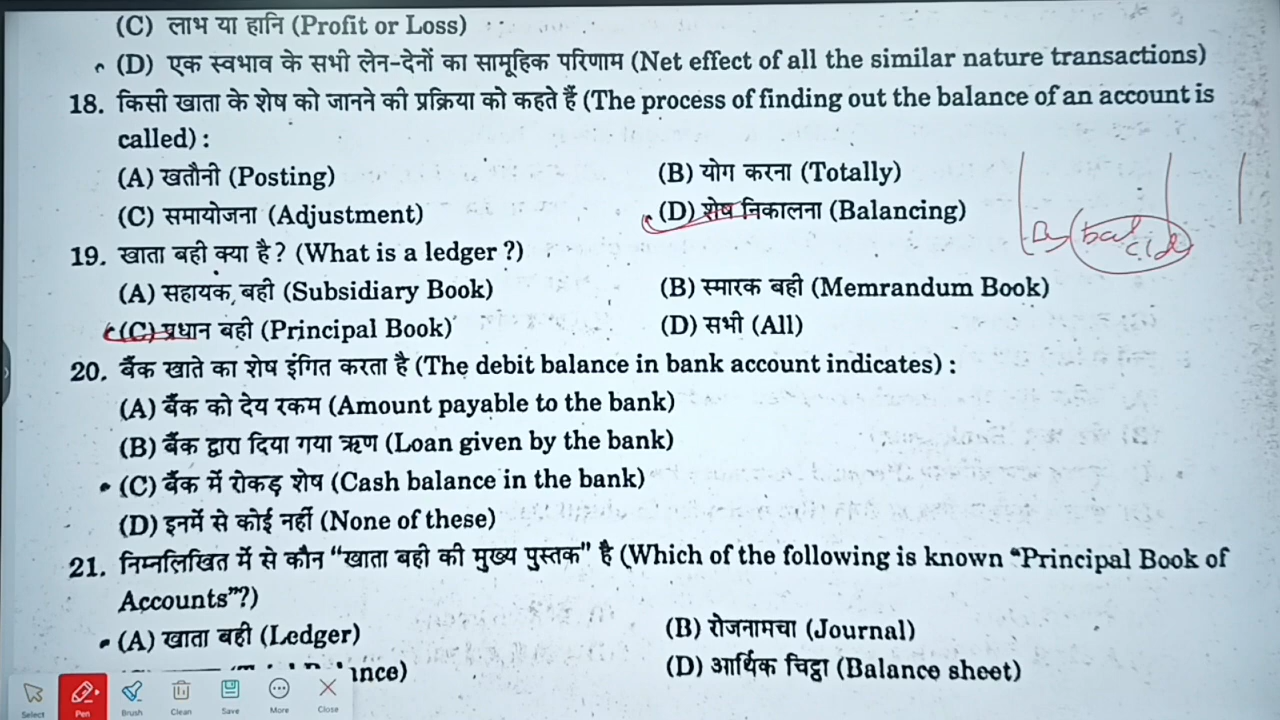 (C) लाभ या हानि (Profit or Loss)
(D) एक स्वभाव के सभी लेन-देनों का सामूहिक परिणाम (Net effect of all the similar nature transactions)
18. किसी खाता के शेष को जानने की प्रक्रिया को कहते हैं (The process of finding out the balance of an account is
called) :
(A) खतौनी (Posting)
(B) योग करना (Totally)
(C) समायोजना (Adjustment)
(D) शेष निकालना (Balancing)
By bal c/d
19. खाता बही क्या है? (What is a ledger ?)
(A) सहायक बही (Subsidiary Book)
(B) स्मारक बही (Memrandum Book)
(C) प्रधान बही (Principal Book)
(D) सभी (All)
20. बैंक खाते का शेष इंगित करता है (The debit balance in bank account indicates) :
(A) बैंक को देय रकम (Amount payable to the bank)
(B) बैंक द्वारा दिया गया ऋण (Loan given by the bank)
(C) बैंक में रोकड़ शेष (Cash balance in the bank)
(D) इनमें से कोई नहीं (None of these)
21. निम्नलिखित में से कौन “खाता बही की मुख्य पुस्तक” है (Which of the following is known “Principal Book of
Accounts”?)
(A) खाता बही (Ledger)
(B) रोजनामचा (Journal)
(D) आर्थिक चिट्ठा (Balance sheet)
Select Pen Brush Clean Save More Close